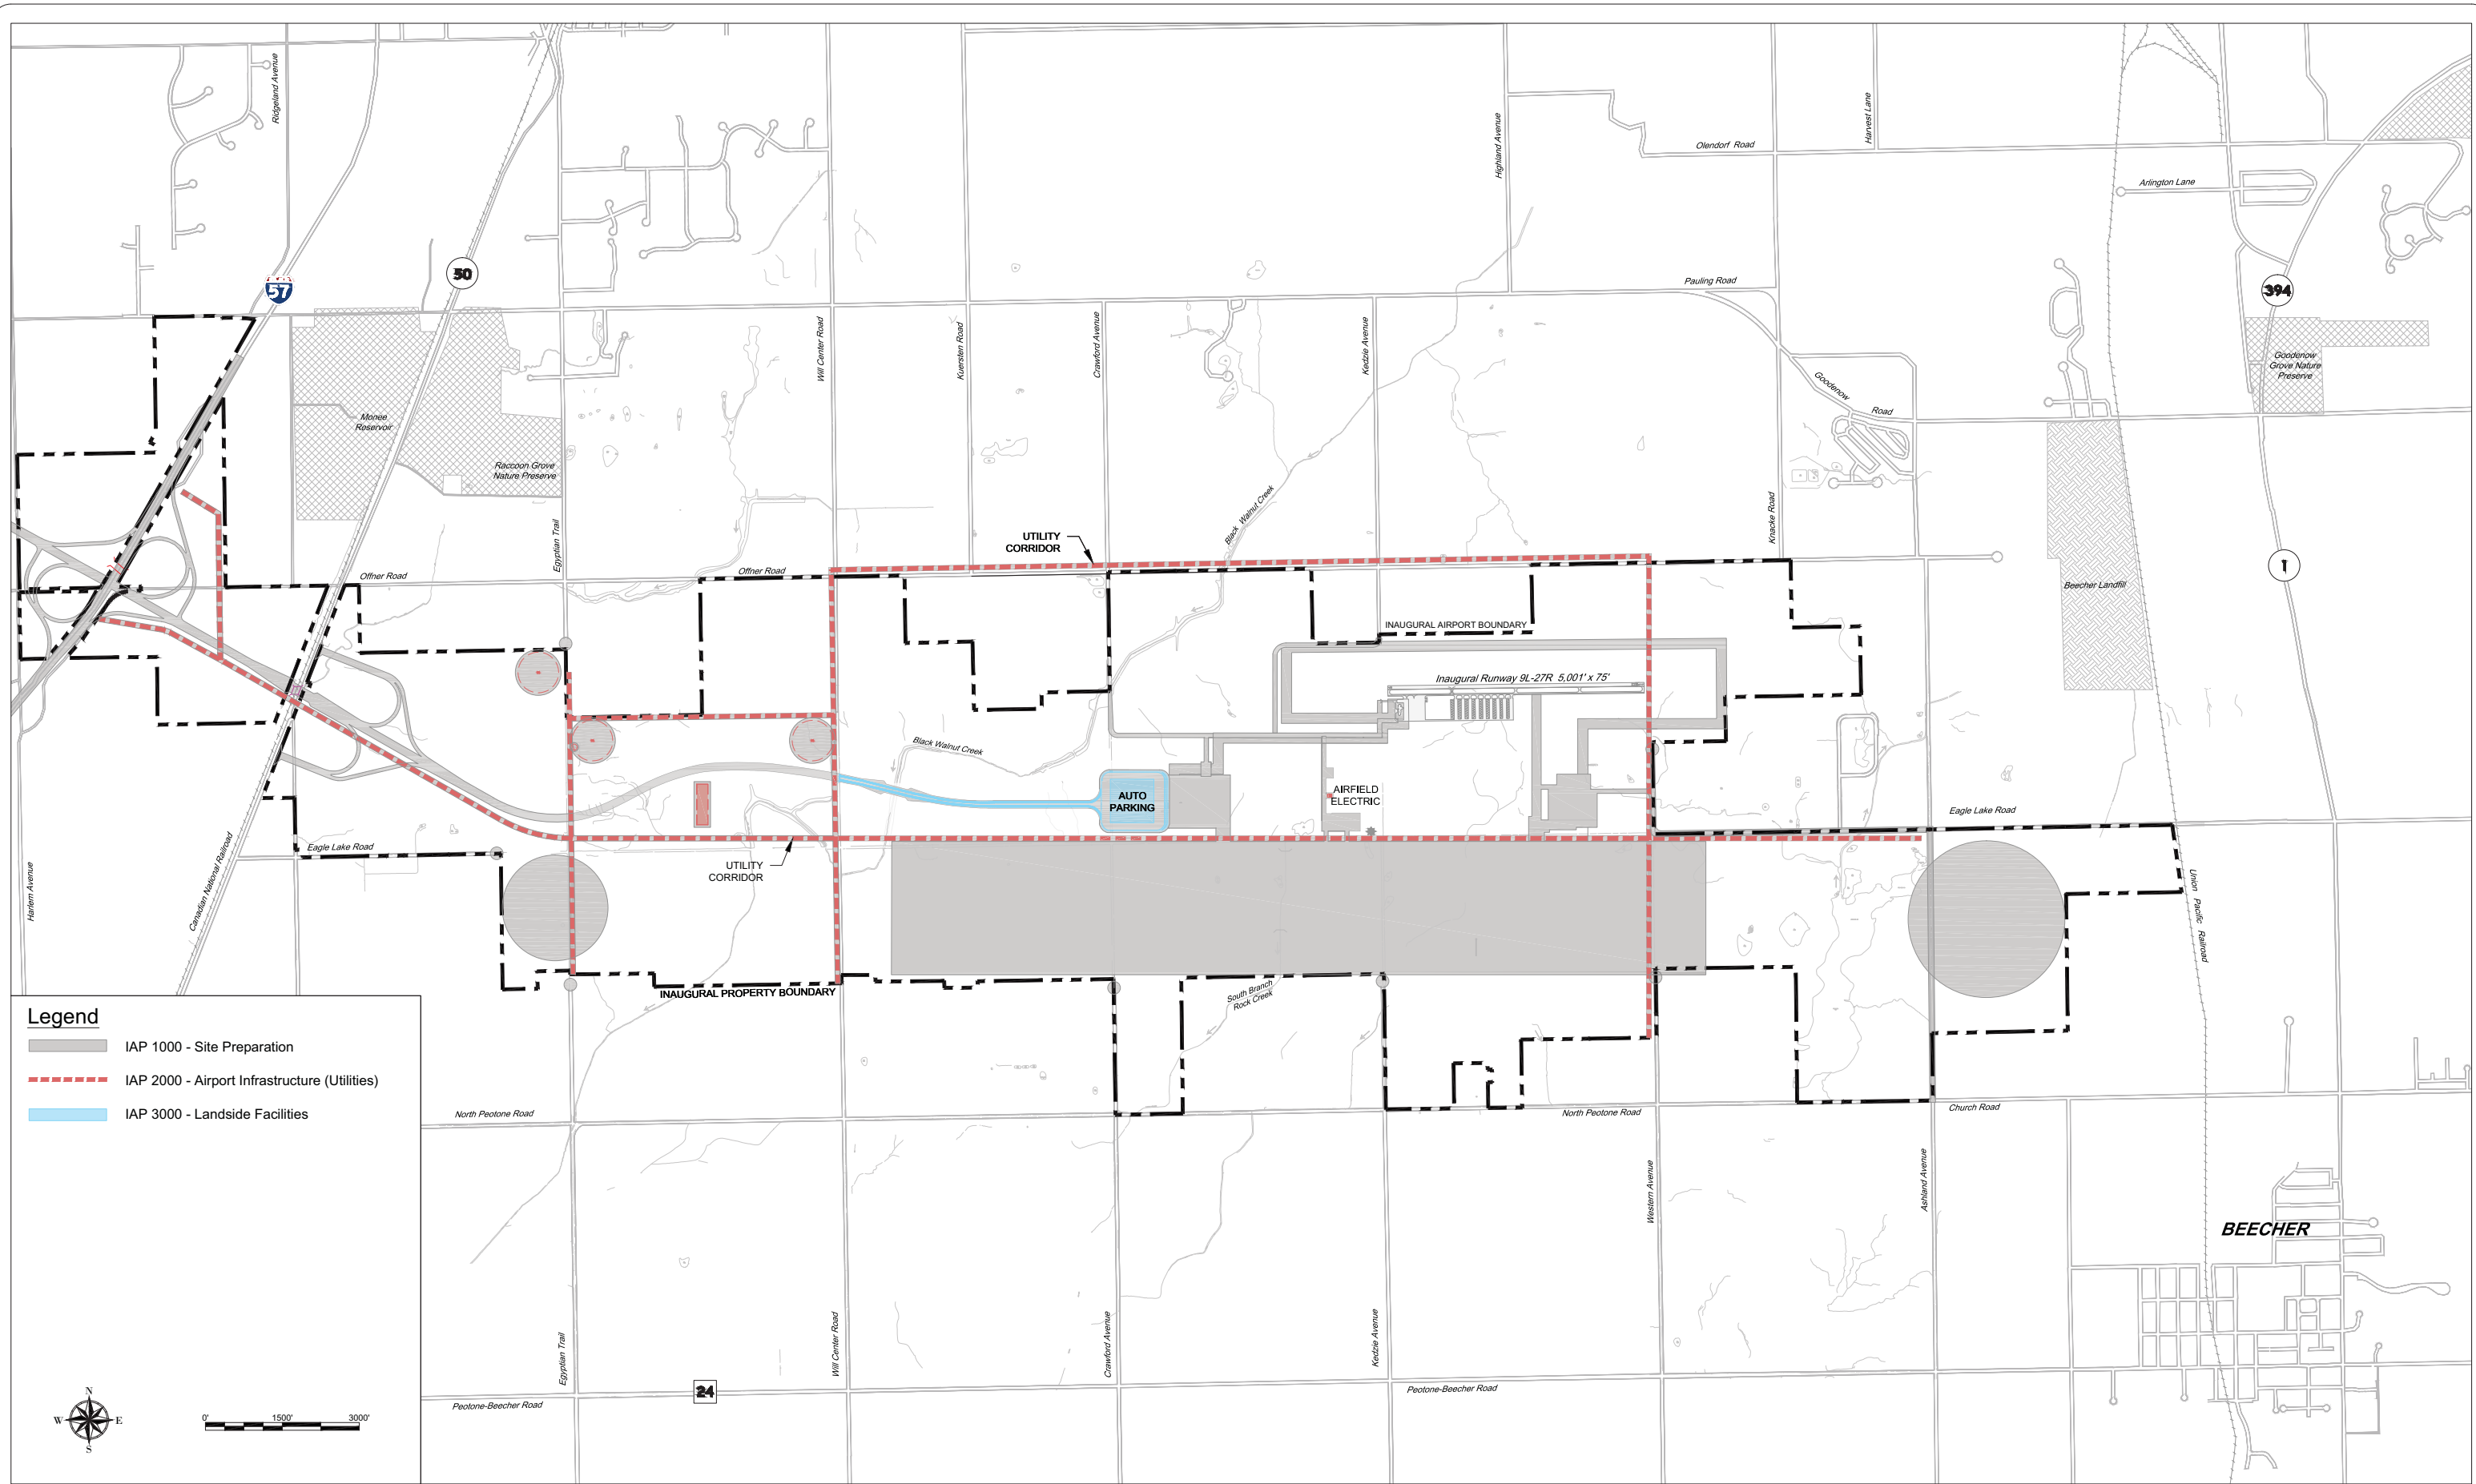 Ridgeland Avenue
Highland Avenue
Harvest Lane
Olendorf Road
Arlington Lane
50
57
Pauling Road
394
Will Center Road
Kuersten Road
Crawford Avenue
Kedzie Avenue
Goodenow
Grove Nature
Preserve
Goodenow
Road
Monee
Reservoir
Raccoon Grove
Nature Preserve
Egyptian Trail
Black Walnut Creek
Knacke Road
UTILITY
CORRIDOR
Offner Road
Offner Road
1
Beecher Landfill
INAUGURAL AIRPORT BOUNDARY
Inaugural Runway 9L-27R 5,001' x 75'
Black Walnut Creek
AUTO
PARKING
AIRFIELD
ELECTRIC
Eagle Lake Road
Eagle Lake Road
UTILITY
CORRIDOR
Harlem Avenue
Canadian National Railroad
Union Pacific Railroad
INAUGURAL PROPERTY BOUNDARY
South Branch
Rock Creek
Legend
IAP 1000 - Site Preparation
IAP 2000 - Airport Infrastructure (Utilities)
IAP 3000 - Landside Facilities
North Peotone Road
North Peotone Road
Church Road
Western Avenue
Ashland Avenue
BEECHER
Egyptian Trail
Will Center Road
Crawford Avenue
Kedzie Avenue
24
Peotone-Beecher Road
Peotone-Beecher Road
N
W
E
S
0'
1500'
3000'